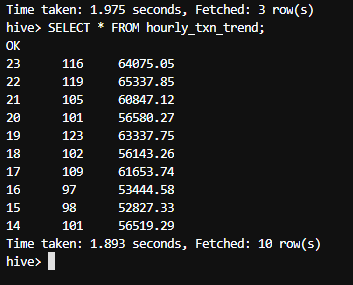 Time taken: 1.975 seconds, Fetched: 3 row(s)
hive> SELECT * FROM hourly_txn_trend;
OK
23 116 64075.05
22 119 65337.85
21 105 60847.12
20 101 56580.27
19 123 63337.75
18 102 56143.26
17 109 61653.74
16 97 53444.58
15 98 52827.33
14 101 56519.29
Time taken: 1.893 seconds, Fetched: 10 row(s)
hive>